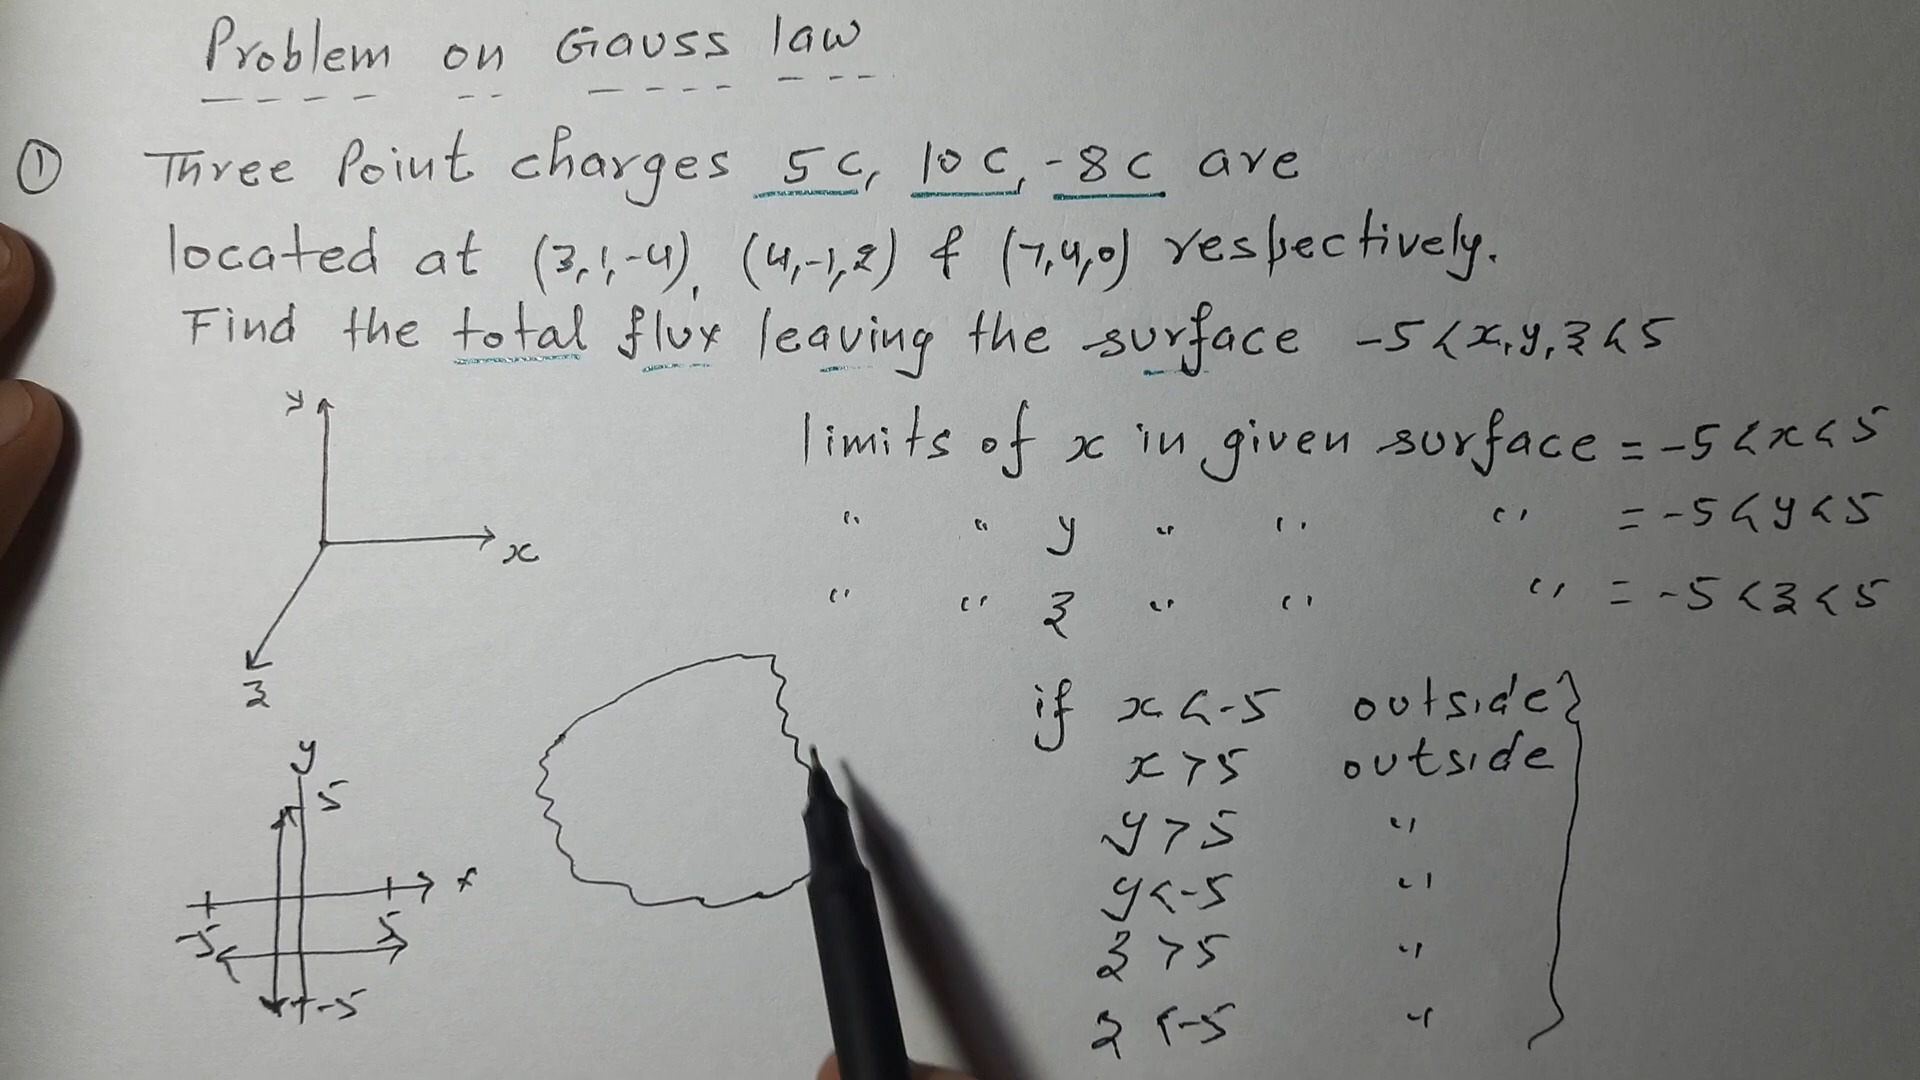 Problem on Gauss law
① Three Point charges 5C, 10C, -8C are
located at (3,1,-4), (4,-1,2) & (7,4,0) respectively.
Find the total flux leaving the surface -5<x,y,z<5
y
x
z
limits of x in given surface = -5<x<5
" " y " " " = -5<y<5
" " z " " " = -5<z<5
if x<-5 outside
x>5 outside
y>5 "
y<-5 "
z>5 "
z<-5 "
y
5
x
-5 5
-5